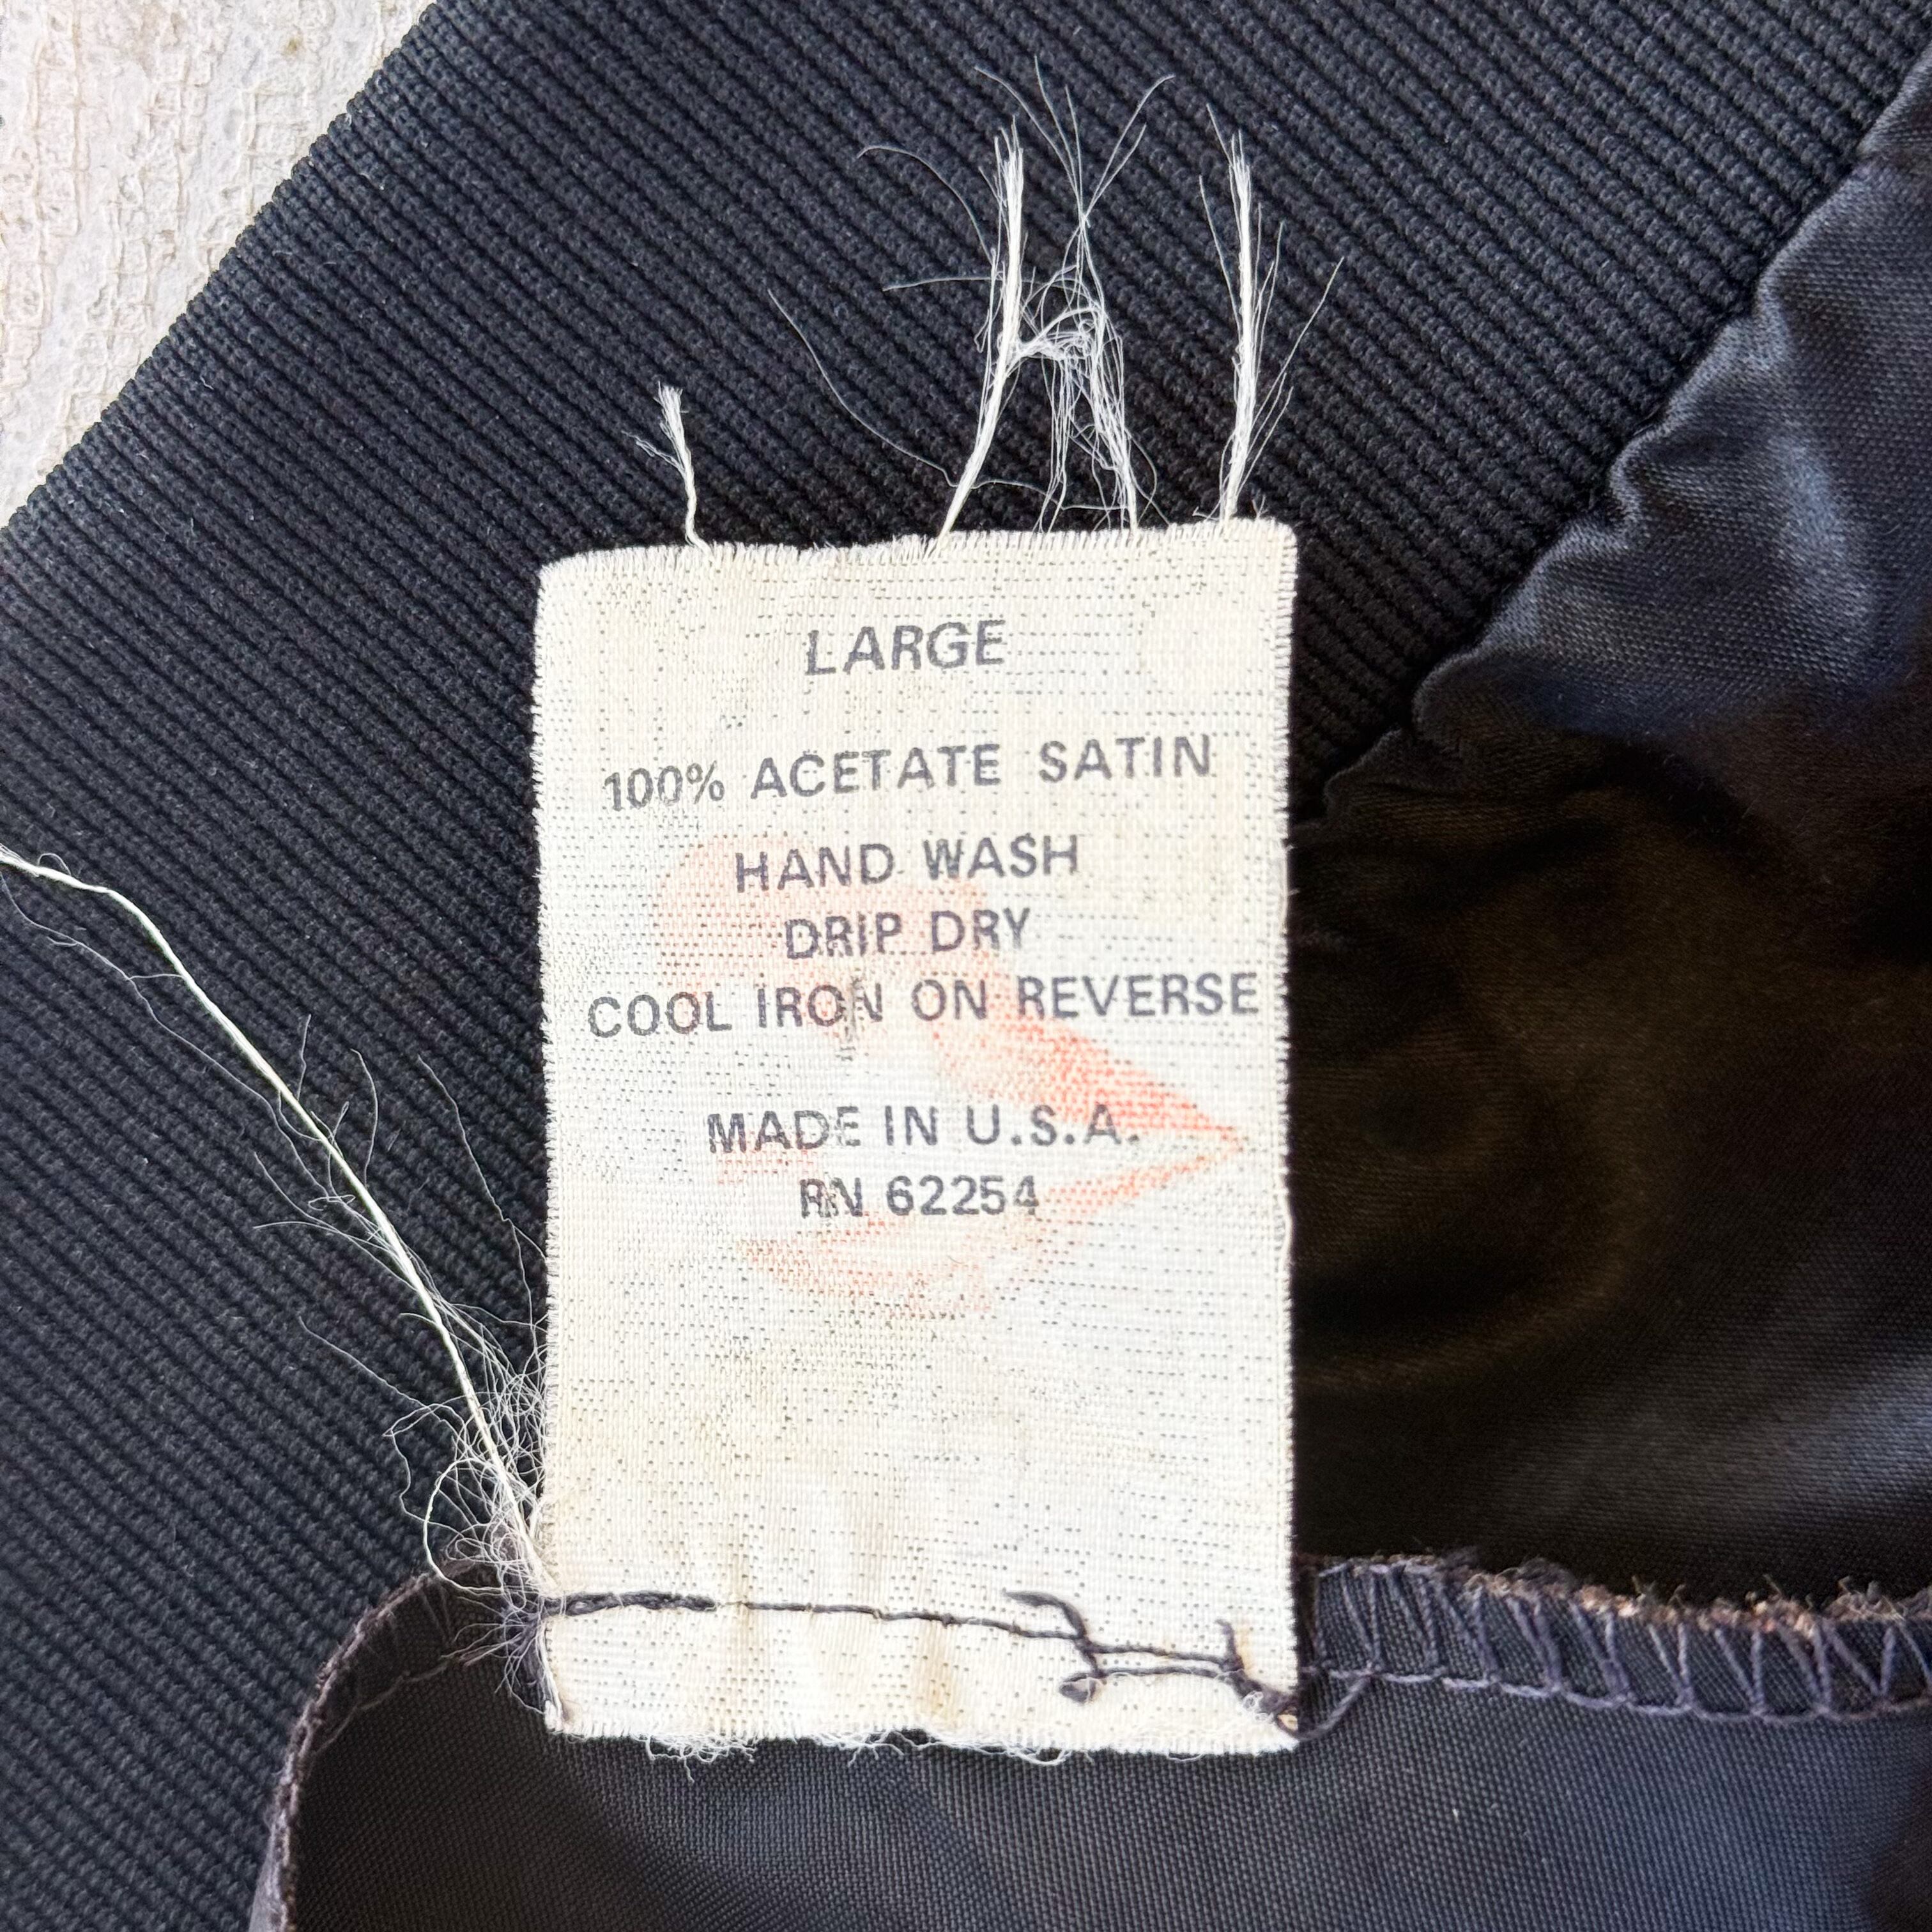 LARGE
100% ACETATE SATIN
HAND WASH
DRIP DRY
COOL IRON ON REVERSE
MADE IN U.S.A.
RN 62254